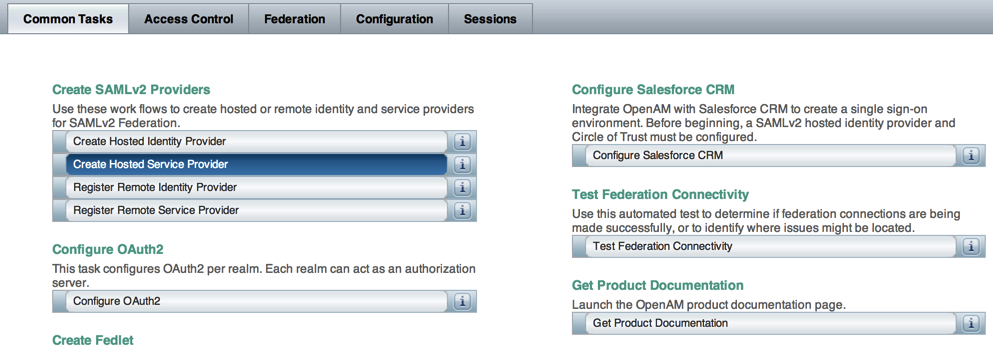 Common Tasks
Access Control
Federation
Configuration
Sessions
Create SAMLv2 Providers
Use these work flows to create hosted or remote identity and service providers
for SAMLv2 Federation.
Create Hosted Identity Provider
Create Hosted Service Provider
Register Remote Identity Provider
Register Remote Service Provider
Configure OAuth2
This task configures OAuth2 per realm. Each realm can act as an authorization
server.
Configure OAuth2
Create Fedlet
Configure Salesforce CRM
Integrate OpenAM with Salesforce CRM to create a single sign-on
environment. Before beginning, a SAMLv2 hosted identity provider and
Circle of Trust must be configured.
Configure Salesforce CRM
Test Federation Connectivity
Use this automated test to determine if federation connections are being
made successfully, or to identify where issues might be located.
Test Federation Connectivity
Get Product Documentation
Launch the OpenAM product documentation page.
Get Product Documentation